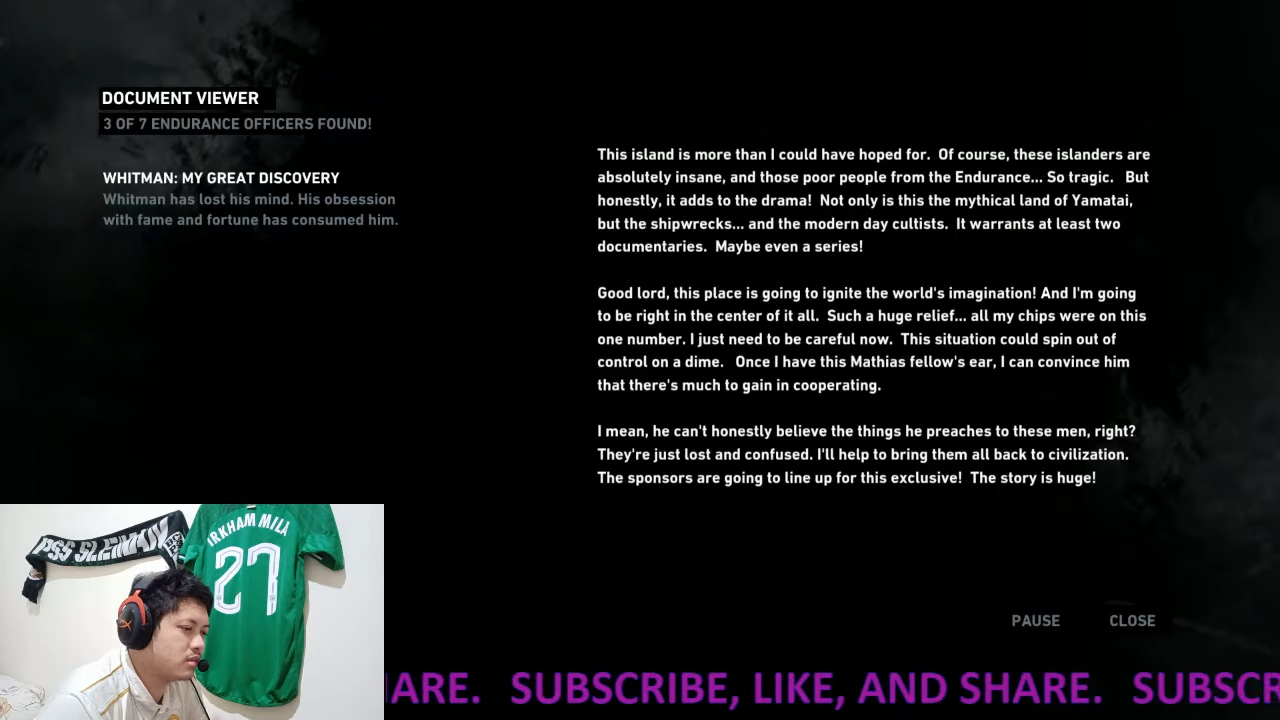 DOCUMENT VIEWER
3 OF 7 ENDURANCE OFFICERS FOUND!
WHITMAN: MY GREAT DISCOVERY
Whitman has lost his mind. His obsession
with fame and fortune has consumed him.
This island is more than I could have hoped for. Of course, these islanders are
absolutely insane, and those poor people from the Endurance... So tragic. But
honestly, it adds to the drama! Not only is this the mythical land of Yamatai,
but the shipwrecks... and the modern day cultists. It warrants at least two
documentaries. Maybe even a series!
Good lord, this place is going to ignite the world's imagination! And I'm going
to be right in the center of it all. Such a huge relief... all my chips were on this
one number. I just need to be careful now. This situation could spin out of
control on a dime. Once I have this Mathias fellow's ear, I can convince him
that there's much to gain in cooperating.
I mean, he can't honestly believe the things he preaches to these men, right?
They're just lost and confused. I'll help to bring them all back to civilization.
The sponsors are going to line up for this exclusive! The story is huge!
PAUSE CLOSE
PSS SLEMAN
IRKHAM MILA
27
ARE. SUBSCRIBE, LIKE, AND SHARE. SUBSCR